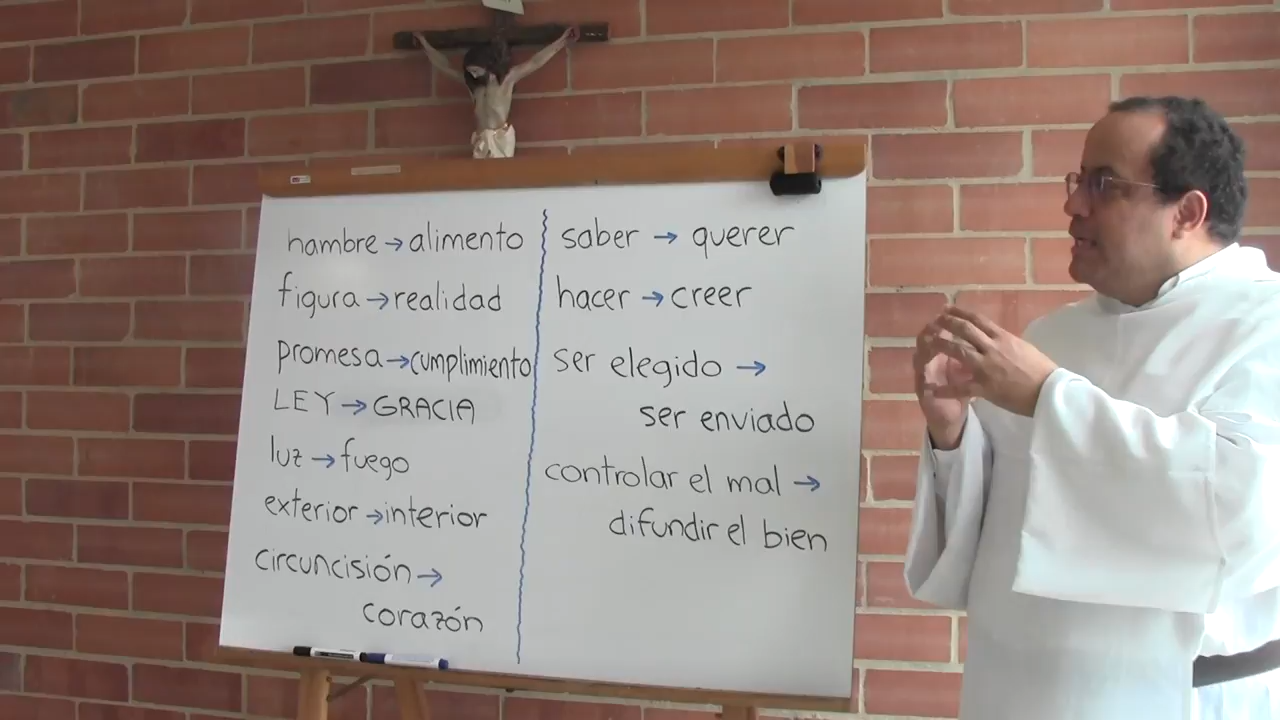 hambre → alimento
figura → realidad
promesa → cumplimiento
LEY → GRACIA
luz → fuego
exterior → interior
circuncisión →
corazón
saber → querer
hacer → creer
ser elegido →
ser enviado
controlar el mal →
difundir el bien